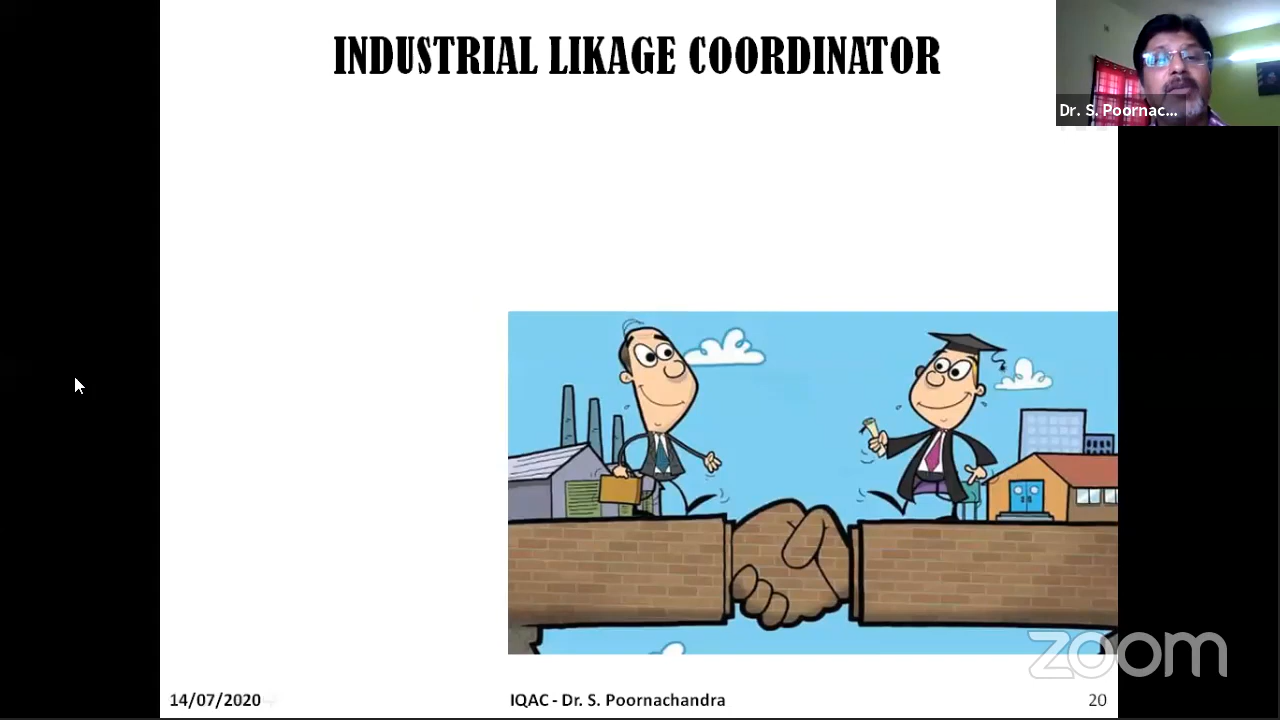 INDUSTRIAL LIKAGE COORDINATOR
Dr. S. Poornac...
zoom
14/07/2020
IQAC - Dr. S. Poornachandra
20